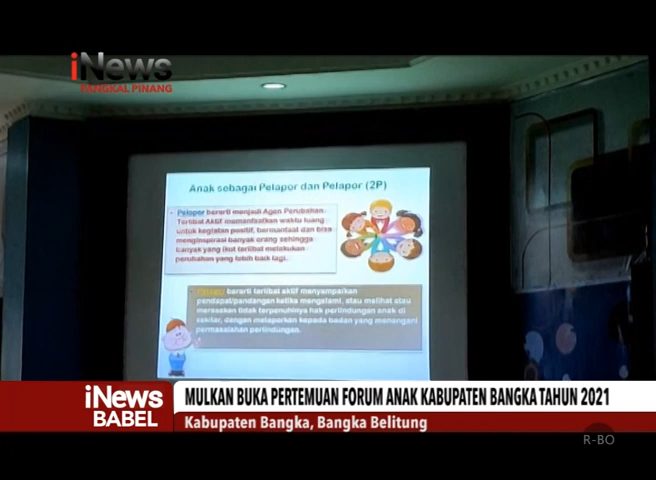 iNews
PANGKAL PINANG
Anak sebagai Pelapor dan Pelapor (2P)
Pelopor berarti menjadi Agen Perubahan.
Terlibat Aktif memanfaatkan waktu luang
untuk kegiatan positif, bermanfaat dan bisa
menginspirasi banyak orang sehingga
banyak yang ikut terlibat melakukan
perubahan yang lebih baik lagi.
berarti terlibat aktif menyampaikan
pendapat/pandangan ketika mengalami, atau melihat atau
merasakan tidak terpenuhinya hak perlindungan anak di
sekitar, dengan melaporkan kepada badan yang menangani
permasalahan perlindungan.
iNews
BABEL
MULKAN BUKA PERTEMUAN FORUM ANAK KABUPATEN BANGKA TAHUN 2021
Kabupaten Bangka, Bangka Belitung
R-BO